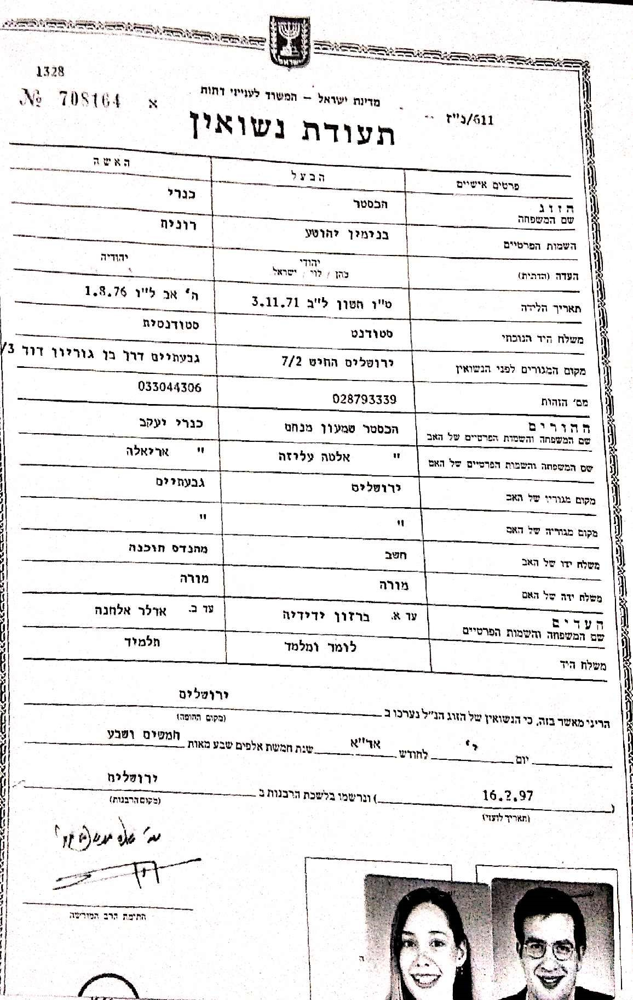 ישראל
1328
№ 708164 א
מדינת ישראל – המשרד לענייני דתות
611/נ"ז
תעודת נשואין
פרטים אישיים הבעל האשה
הזוג
שם המשפחה הכסטר כנרי
השמות הפרטיים בנימין יהושע רונית
העדה (הדתית) יהודי יהודיה
כהן / לוי / ישראל
תאריך הלידה ט"ו חשון ל"ב 3.11.71 ה' אב ל"ו 1.8.76
משלח היד הנוכחי סטודנט סטודנטית
מקום המגורים לפני הנשואין ירושלים החיש 7/2 גבעתיים דרך בן גוריון דוד /3
מס' הזהות 028793339 033044306
ההורים
שם המשפחה והשמות הפרטיים של האב הכסטר שמעון מנחם כנרי יעקב
שם המשפחה והשמות הפרטיים של האם " אלטה עליזה " אריאלה
מקום מגוריו של האב ירושלים גבעתיים
מקום מגוריה של האם " "
משלח ידו של האב חשב מהנדס תוכנה
משלח ידה של האם מורה מורה
העדים
שם המשפחה והשמות הפרטיים עד א. ברזון ידידיה עד ב. אדלר אלחנה
משלח היד לומד ומלמד תלמיד
הריני מאשר בזה, כי הנשואין של הזוג הנ"ל נערכו ב ירושלים
(מקום החופה)
יום י' לחודש אד"א שנת חמשת אלפים שבע מאות חמשים ושבע
( 16.2.97 ) ונרשמו בלשכת הרבנות ב ירושלים
(תאריך לועזי) (מקום הרבנות)
חתימת הרב המורשה